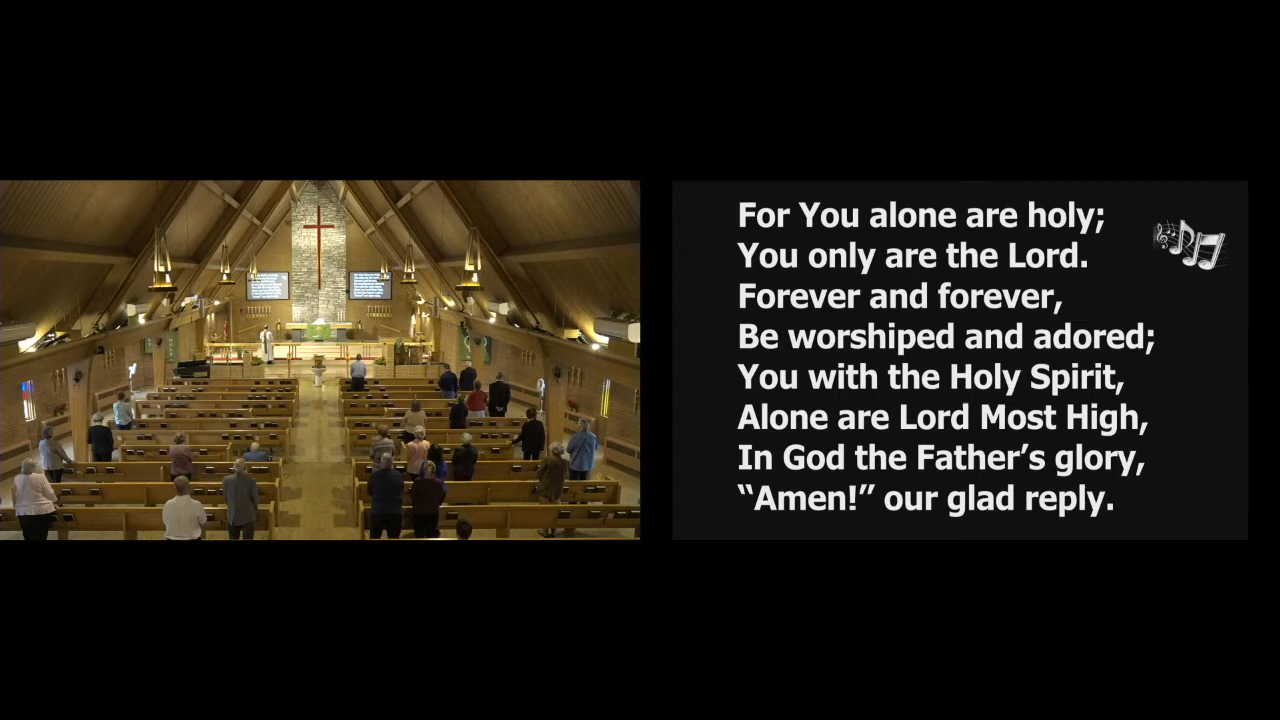 For You alone are holy;
You only are the Lord.
Forever and forever,
Be worshiped and adored;
You with the Holy Spirit,
Alone are Lord Most High,
In God the Father’s glory,
“Amen!” our glad reply.